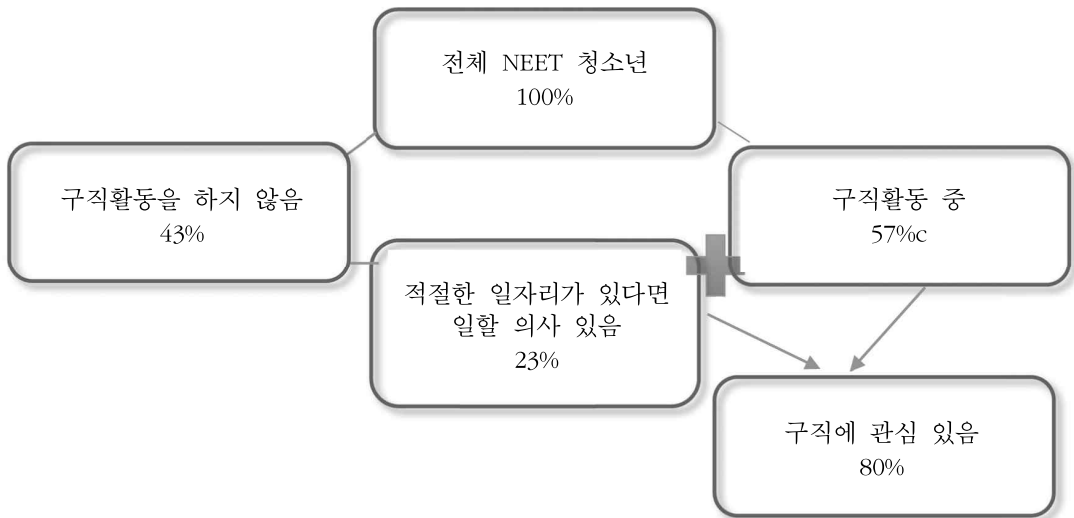 전체 NEET 청소년
100%
구직활동을 하지 않음
43%
구직활동 중
57%c
적절한 일자리가 있다면
일할 의사 있음
23%
구직에 관심 있음
80%